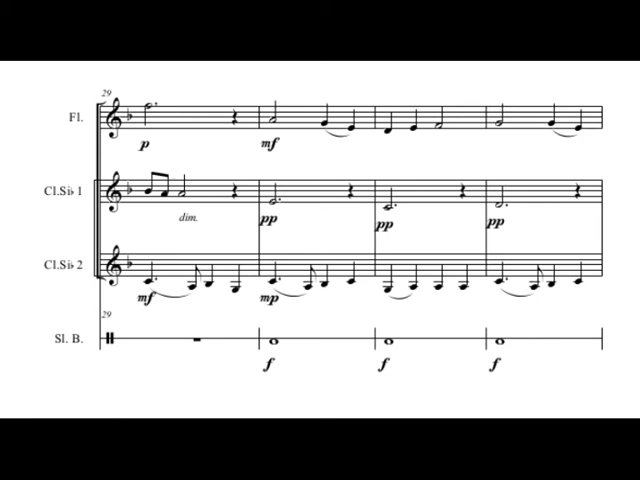 29
Fl.
p mf
Cl.Si♭ 1
dim. pp pp pp
Cl.Si♭ 2
mf mp
29
Sl. B.
f f f